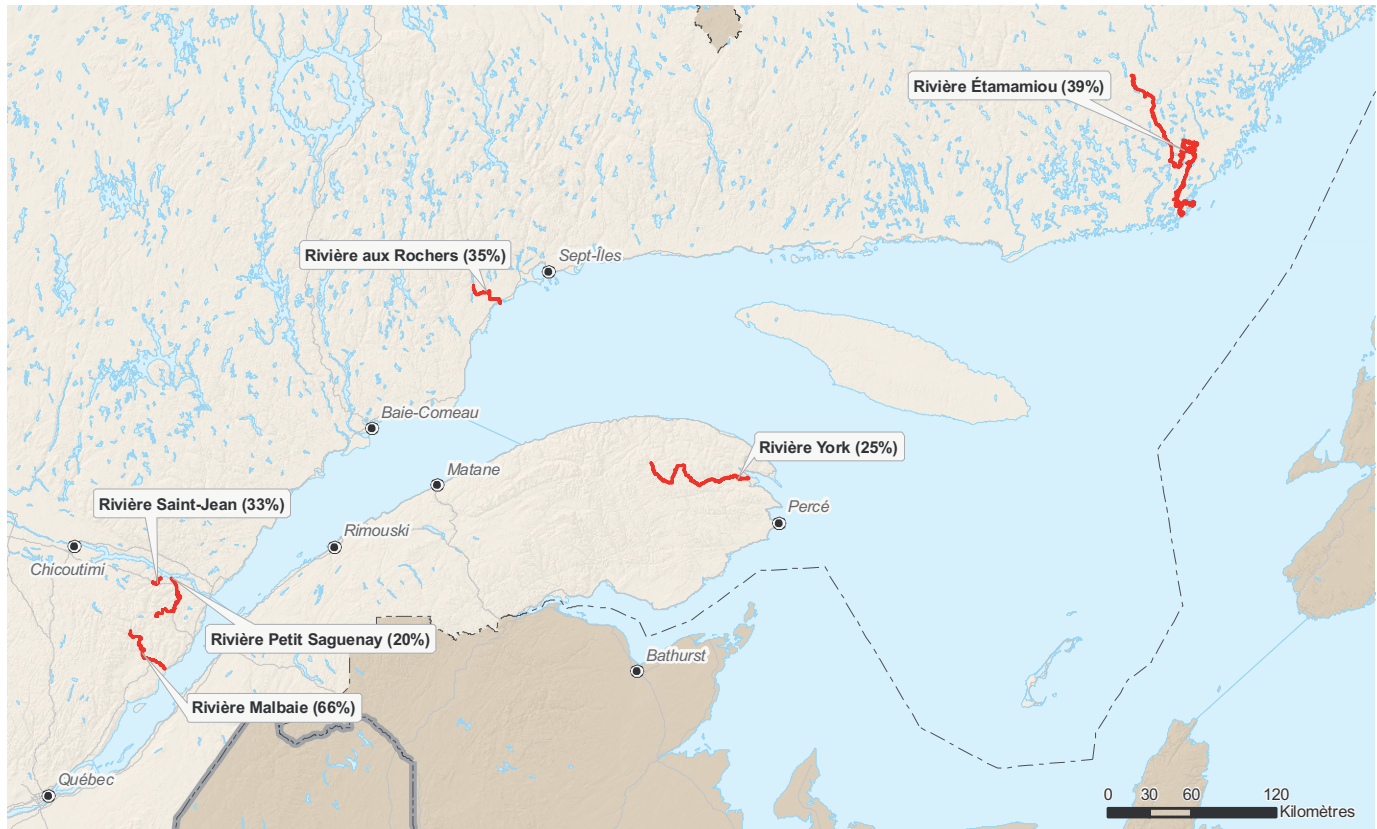 Rivière Étamamiou (39%)
Rivière aux Rochers (35%)
Sept-Îles
Baie-Comeau
Rivière York (25%)
Matane
Rivière Saint-Jean (33%)
Percé
Rimouski
Chicoutimi
Rivière Petit Saguenay (20%)
Bathurst
Rivière Malbaie (66%)
Québec
0 30 60 120
Kilomètres